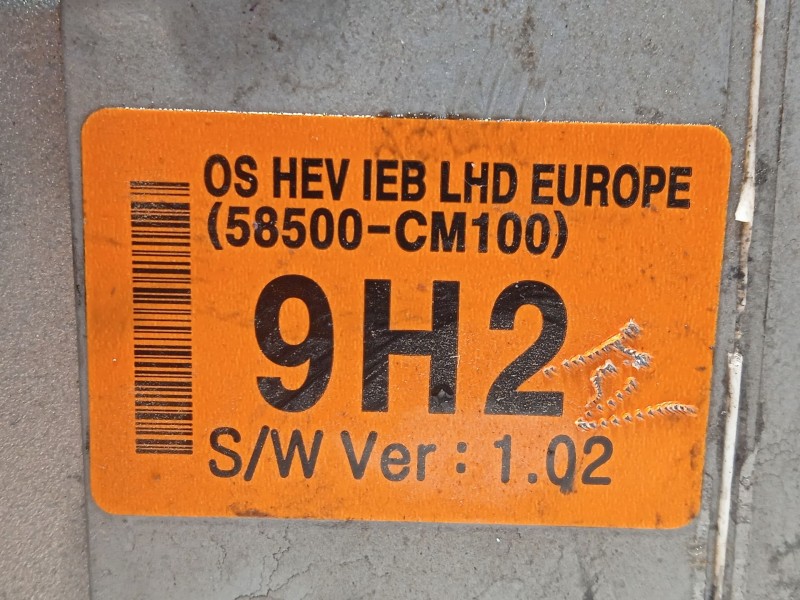 OS HEV IEB LHD EUROPE
(58500-CM100)
9H2
S/W Ver : 1.02